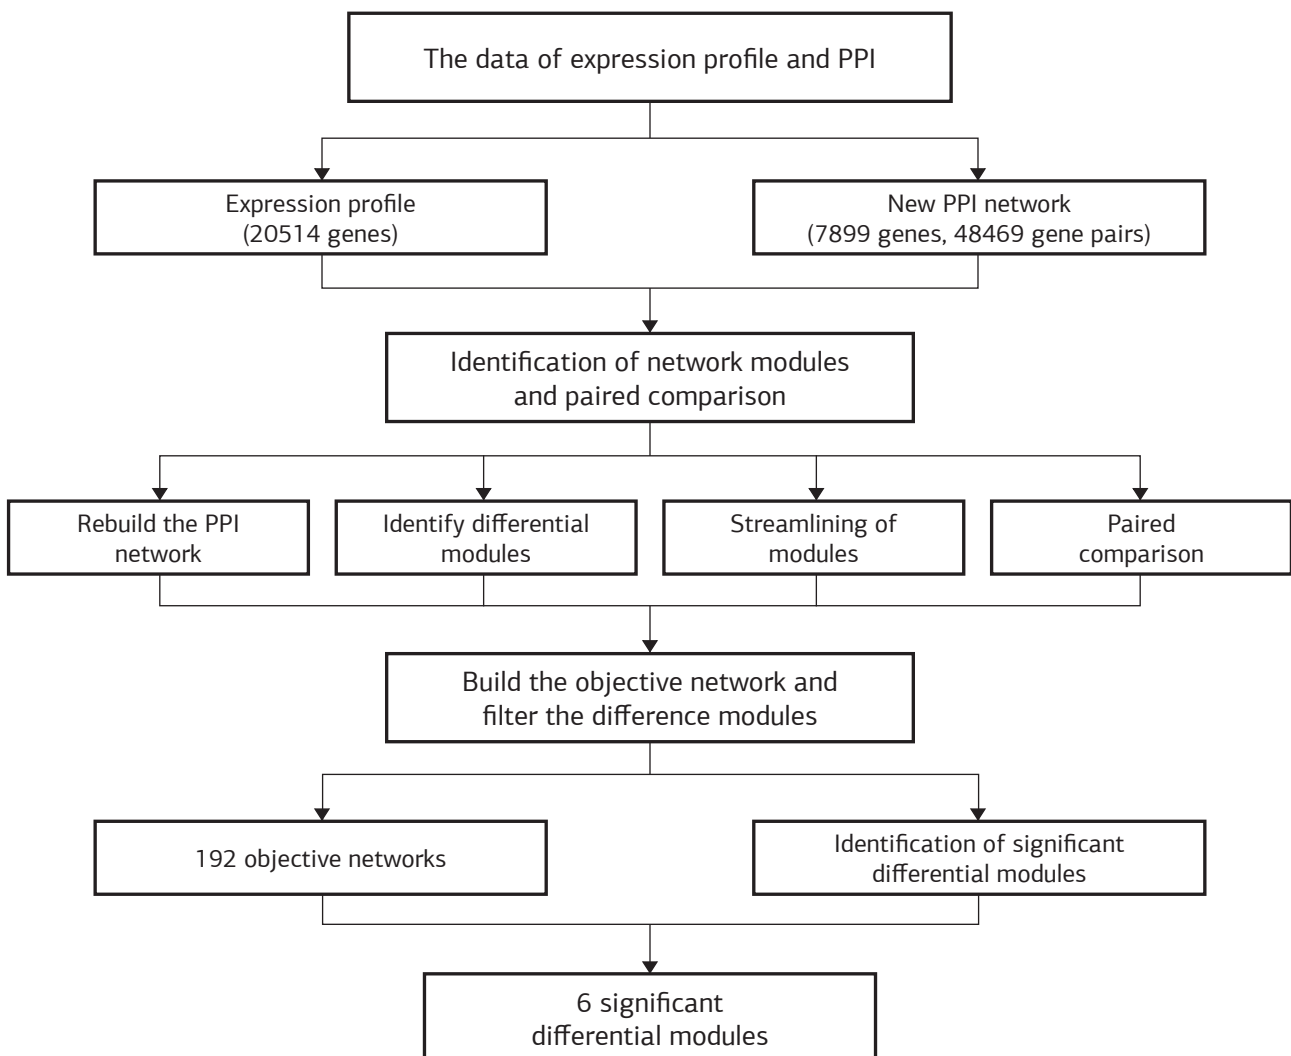 The data of expression profile and PPI
Expression profile
(20514 genes)
New PPI network
(7899 genes, 48469 gene pairs)
Identification of network modules
and paired comparison
Rebuild the PPI
network
Identify differential
modules
Streamlining of
modules
Paired
comparison
Build the objective network and
filter the difference modules
192 objective networks
Identification of significant
differential modules
6 significant
differential modules